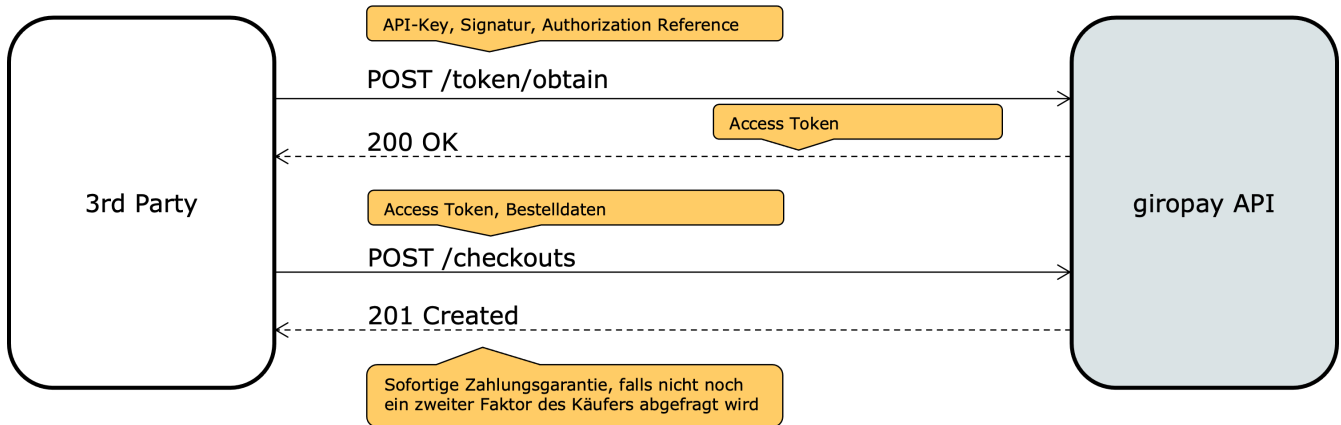 API-Key, Signatur, Authorization Reference
POST /token/obtain
Access Token
200 OK
3rd Party
giropay API
Access Token, Bestelldaten
POST /checkouts
201 Created
Sofortige Zahlungsgarantie, falls nicht noch
ein zweiter Faktor des Käufers abgefragt wird